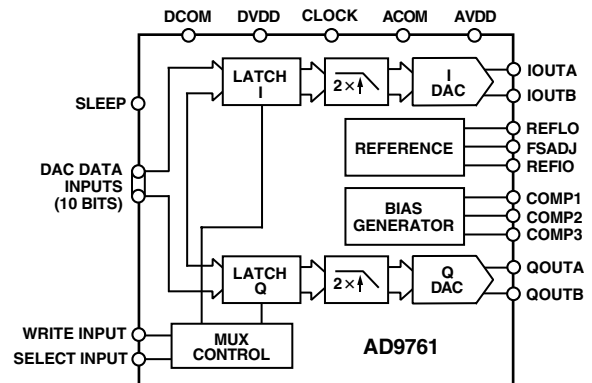 DCOM DVDD CLOCK ACOM AVDD
SLEEP
DAC DATA
INPUTS
(10 BITS)
WRITE INPUT
SELECT INPUT
LATCH
I
2×
I
DAC
REFERENCE
BIAS
GENERATOR
LATCH
Q
2×
Q
DAC
MUX
CONTROL
AD9761
IOUTA
IOUTB
REFLO
FSADJ
REFIO
COMP1
COMP2
COMP3
QOUTA
QOUTB